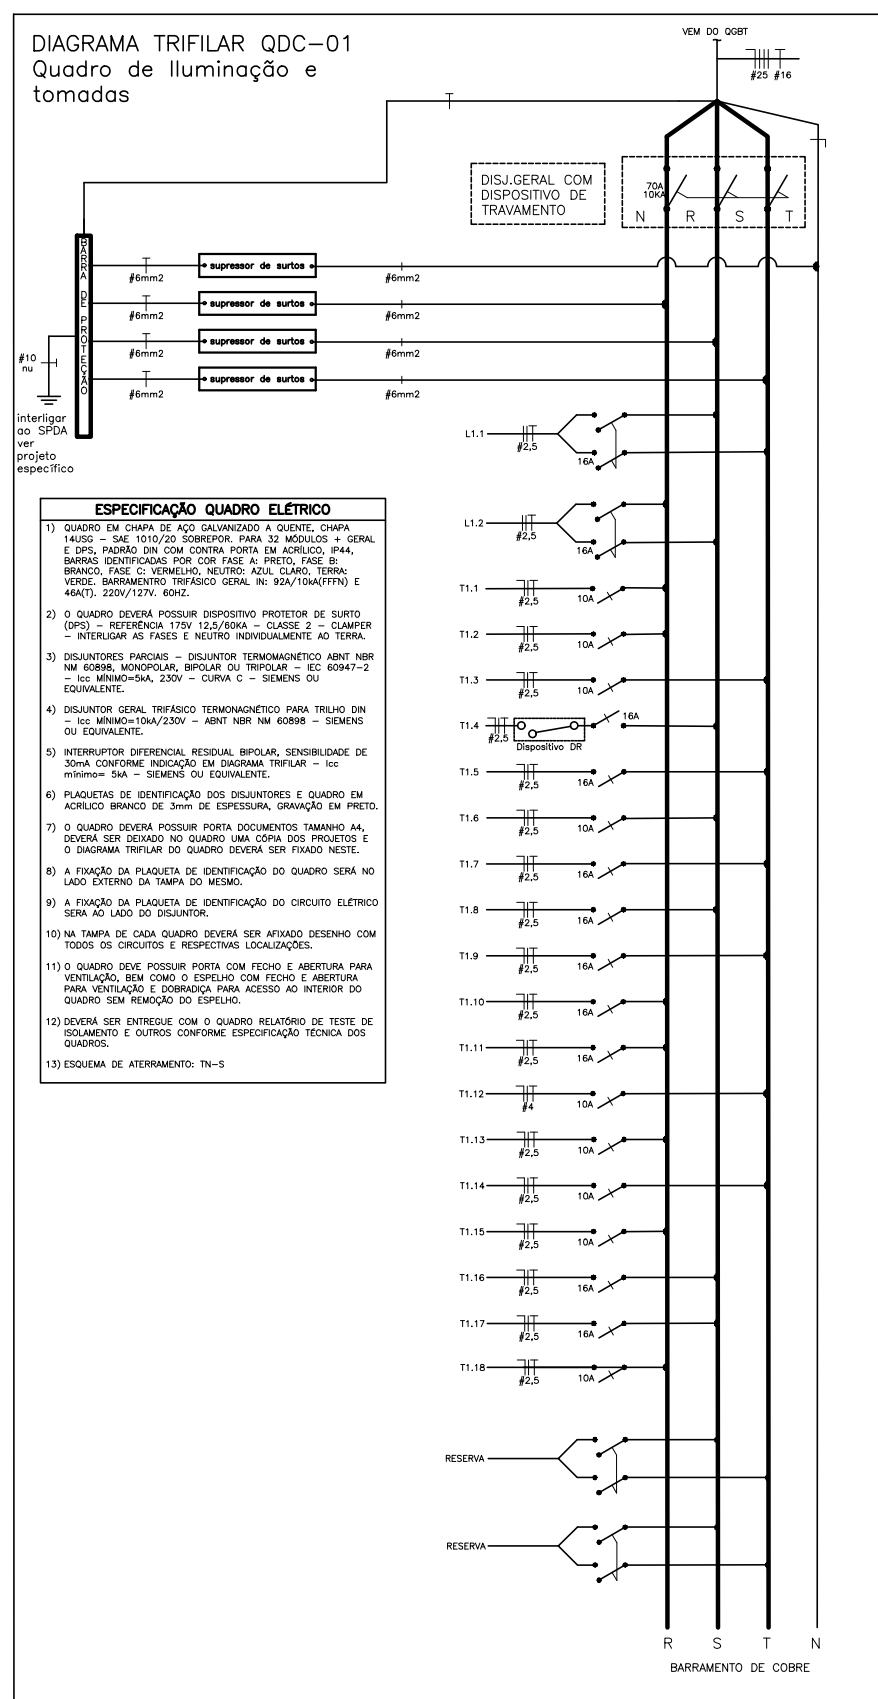 DIAGRAMA TRIFILAR QDC-01
Quadro de Iluminação e
tomadas
VEM DO QGBT
#25 #16
DISJ.GERAL COM
DISPOSITIVO DE
TRAVAMENTO
70A
10KA
N R S T
BARRA DE PROTEÇÃO
#6mm2
supressor de surtos
#6mm2
#6mm2
supressor de surtos
#6mm2
#6mm2
supressor de surtos
#6mm2
#6mm2
supressor de surtos
#6mm2
#10
nu
interligar
ao SPDA
ver
projeto
específico
ESPECIFICAÇÃO QUADRO ELÉTRICO
1) QUADRO EM CHAPA DE AÇO GALVANIZADO A QUENTE, CHAPA
14USG - SAE 1010/20 SOBREPOR. PARA 32 MÓDULOS + GERAL
E DPS, PADRÃO DIN COM CONTRA PORTA EM ACRÍLICO, IP44,
BARRAS IDENTIFICADAS POR COR FASE A: PRETO, FASE B:
BRANCO, FASE C: VERMELHO, NEUTRO: AZUL CLARO, TERRA:
VERDE. BARRAMENTRO TRIFÁSICO GERAL IN: 92A/10kA(FFFN) E
46A(T). 220V/127V. 60HZ.
2) O QUADRO DEVERÁ POSSUIR DISPOSITIVO PROTETOR DE SURTO
(DPS) - REFERÊNCIA 175V 12,5/60KA - CLASSE 2 - CLAMPER
- INTERLIGAR AS FASES E NEUTRO INDIVIDUALMENTE AO TERRA.
3) DISJUNTORES PARCIAIS - DISJUNTOR TERMOMAGNÉTICO ABNT NBR
NM 60898, MONOPOLAR, BIPOLAR OU TRIPOLAR - IEC 60947-2
- Icc MÍNIMO=5kA, 230V - CURVA C - SIEMENS OU
EQUIVALENTE.
4) DISJUNTOR GERAL TRIFÁSICO TERMONAGNÉTICO PARA TRILHO DIN
- Icc MÍNIMO=10kA/230V - ABNT NBR NM 60898 - SIEMENS
OU EQUIVALENTE.
5) INTERRUPTOR DIFERENCIAL RESIDUAL BIPOLAR, SENSIBILIDADE DE
30mA CONFORME INDICAÇÃO EM DIAGRAMA TRIFILAR - Icc
mínimo= 5kA - SIEMENS OU EQUIVALENTE.
6) PLAQUETAS DE IDENTIFICAÇÃO DOS DISJUNTORES E QUADRO EM
ACRÍLICO BRANCO DE 3mm DE ESPESSURA, GRAVAÇÃO EM PRETO.
7) O QUADRO DEVERÁ POSSUIR PORTA DOCUMENTOS TAMANHO A4,
DEVERÁ SER DEIXADO NO QUADRO UMA CÓPIA DOS PROJETOS E
O DIAGRAMA TRIFILAR DO QUADRO DEVERÁ SER FIXADO NESTE.
8) A FIXAÇÃO DA PLAQUETA DE IDENTIFICAÇÃO DO QUADRO SERÁ NO
LADO EXTERNO DA TAMPA DO MESMO.
9) A FIXAÇÃO DA PLAQUETA DE IDENTIFICAÇÃO DO CIRCUITO ELÉTRICO
SERA AO LADO DO DISJUNTOR.
10) NA TAMPA DE CADA QUADRO DEVERÁ SER AFIXADO DESENHO COM
TODOS OS CIRCUITOS E RESPECTIVAS LOCALIZAÇÕES.
11) O QUADRO DEVE POSSUIR PORTA COM FECHO E ABERTURA PARA
VENTILAÇÃO, BEM COMO O ESPELHO COM FECHO E ABERTURA
PARA VENTILAÇÃO E DOBRADIÇA PARA ACESSO AO INTERIOR DO
QUADRO SEM REMOÇÃO DO ESPELHO.
12) DEVERÁ SER ENTREGUE COM O QUADRO RELATÓRIO DE TESTE DE
ISOLAMENTO E OUTROS CONFORME ESPECIFICAÇÃO TÉCNICA DOS
QUADROS.
13) ESQUEMA DE ATERRAMENTO: TN-S
L1.1 #2,5 16A
L1.2 #2,5 16A
T1.1 #2,5 10A
T1.2 #2,5 10A
T1.3 #2,5 10A
T1.4 #2,5 Dispositivo DR 16A
T1.5 #2,5 16A
T1.6 #2,5 10A
T1.7 #2,5 16A
T1.8 #2,5 16A
T1.9 #2,5 16A
T1.10 #2,5 16A
T1.11 #2,5 16A
T1.12 #4 10A
T1.13 #2,5 10A
T1.14 #2,5 10A
T1.15 #2,5 10A
T1.16 #2,5 16A
T1.17 #2,5 16A
T1.18 #2,5 10A
RESERVA
RESERVA
R S T N
BARRAMENTO DE COBRE